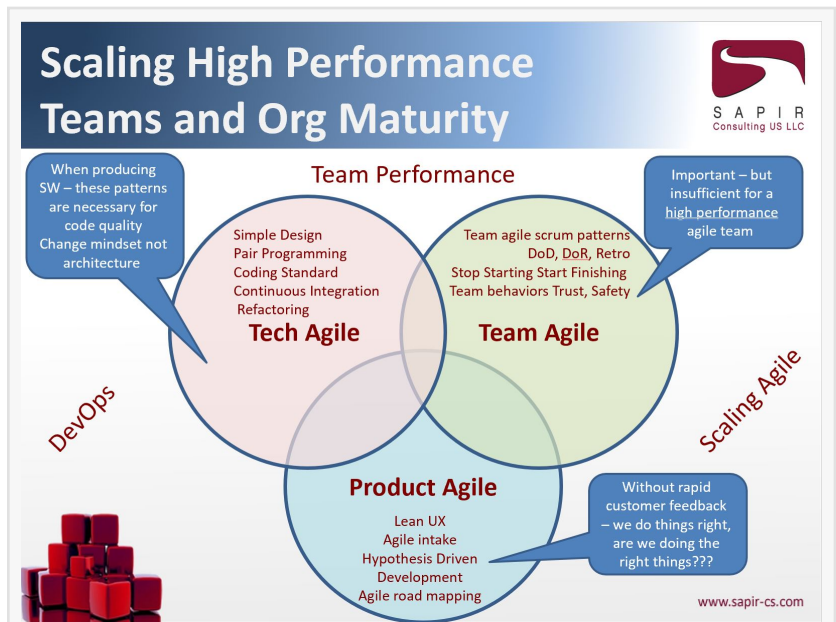 Scaling High Performance
Teams and Org Maturity
S A P I R
Consulting US LLC
When producing
SW – these patterns
are necessary for
code quality
Change mindset not
architecture
Team Performance
Important – but
insufficient for a
high performance
agile team
Simple Design
Pair Programming
Coding Standard
Continuous Integration
Refactoring
Tech Agile
Team agile scrum patterns
DoD, DoR, Retro
Stop Starting Start Finishing
Team behaviors Trust, Safety
Team Agile
DevOps
Scaling Agile
Product Agile
Lean UX
Agile intake
Hypothesis Driven
Development
Agile road mapping
Without rapid
customer feedback
– we do things right,
are we doing the
right things???
www.sapir-cs.com